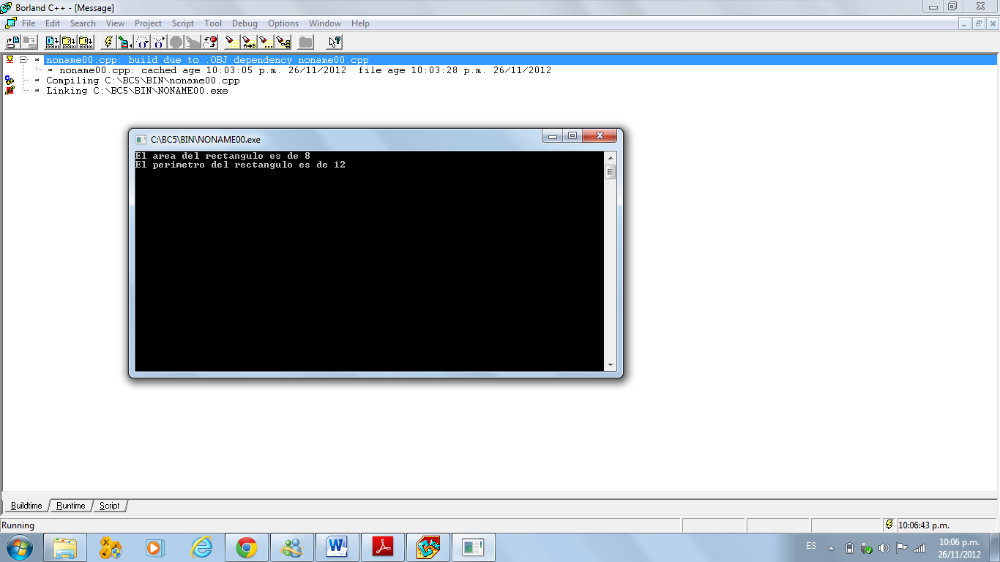 Borland C++ - [Message]
File Edit Search View Project Script Tool Debug Options Window Help
noname00.cpp: build due to .OBJ dependency noname00.cpp
noname00.cpp: cached age 10:03:05 p.m. 26/11/2012 file age 10:03:28 p.m. 26/11/2012
Compiling C:\BC5\BIN\noname00.cpp
Linking C:\BC5\BIN\NONAME00.exe
C:\BC5\BIN\NONAME00.exe
El area del rectangulo es de 8
El perimetro del rectangulo es de 12
Buildtime Runtime Script
Running 10:06:43 p.m.
ES 10:06 p.m.
26/11/2012